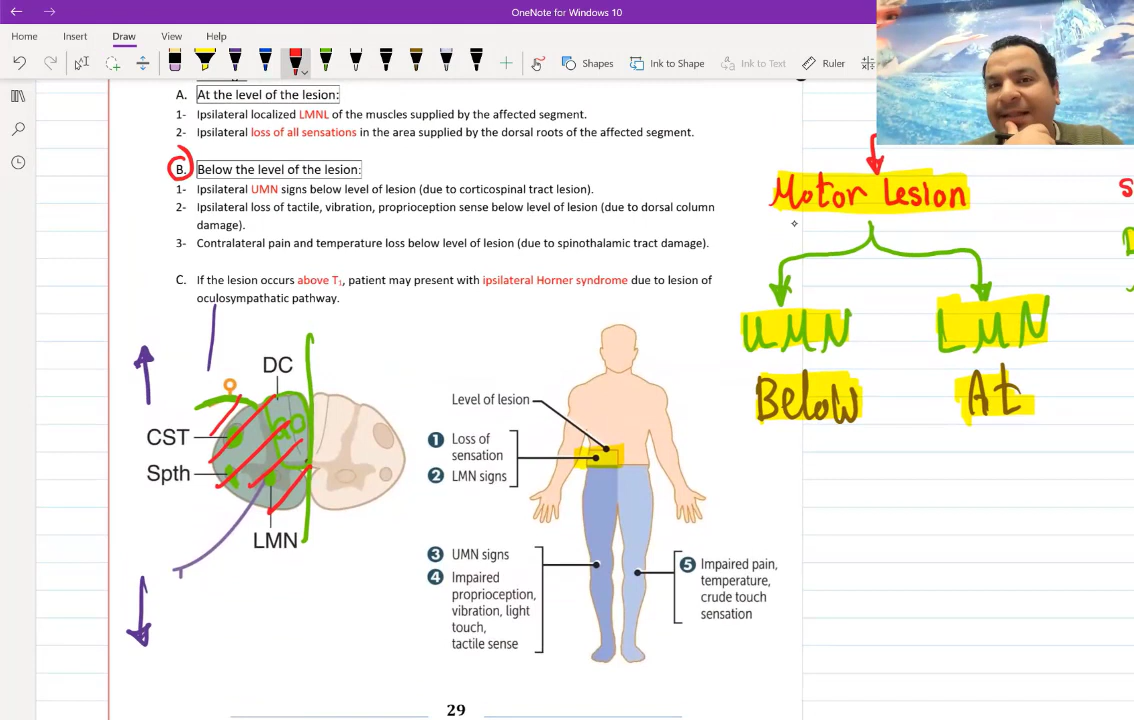 OneNote for Windows 10
Home Insert Draw View Help
Shapes Ink to Shape Ink to Text Ruler
A. At the level of the lesion:
1- Ipsilateral localized LMNL of the muscles supplied by the affected segment.
2- Ipsilateral loss of all sensations in the area supplied by the dorsal roots of the affected segment.
B. Below the level of the lesion:
1- Ipsilateral UMN signs below level of lesion (due to corticospinal tract lesion).
2- Ipsilateral loss of tactile, vibration, proprioception sense below level of lesion (due to dorsal column
damage).
3- Contralateral pain and temperature loss below level of lesion (due to spinothalamic tract damage).
C. If the lesion occurs above T1, patient may present with ipsilateral Horner syndrome due to lesion of
oculosympathatic pathway.
DC
CST
Spth
LMN
Level of lesion
1 Loss of
sensation
2 LMN signs
3 UMN signs
4 Impaired
proprioception,
vibration, light
touch,
tactile sense
5 Impaired pain,
temperature,
crude touch
sensation
29
Motor Lesion
UMN LMN
Below At